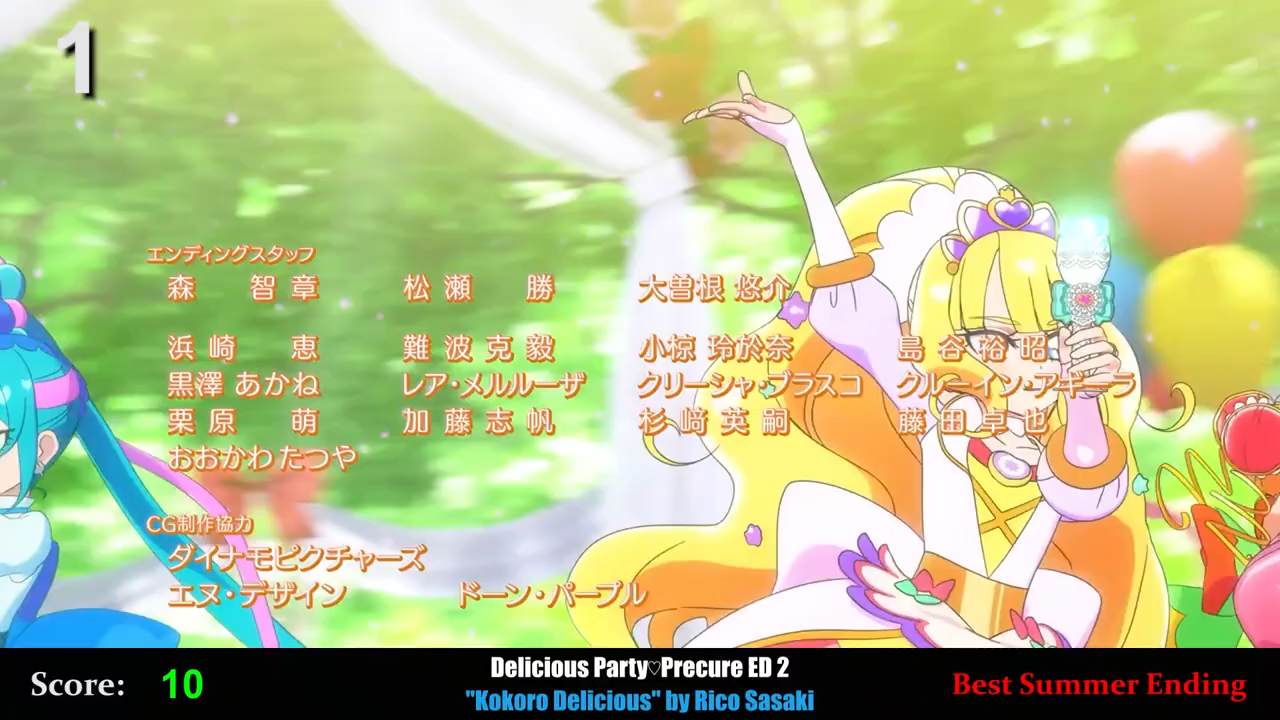 1
エンディングスタッフ
森 智章 松瀬 勝 大曽根 悠介
浜崎 恵 難波克毅 小椋 玲於奈 島谷裕昭
黒澤 あかね レア・メルルーザ クリーシャ・ブラスコ クルーイン・アギーラ
栗原 萌 加藤志帆 杉﨑英嗣 藤田卓也
おおかわ たつや
CG制作協力
ダイナモピクチャーズ
エヌ・デザイン ドーン・パープル
Score: 10
Delicious Party♡Precure ED 2
"Kokoro Delicious" by Rico Sasaki
Best Summer Ending